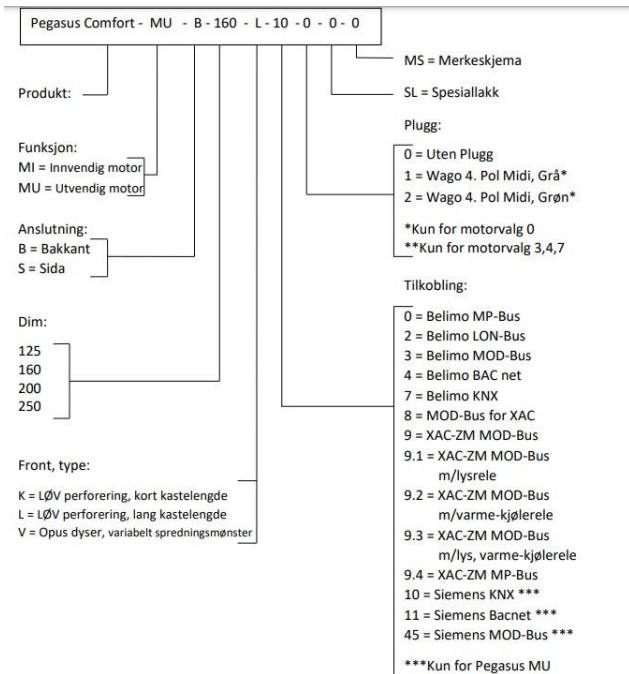 Pegasus Comfort - MU - B - 160 - L - 10 - 0 - 0 - 0
MS = Merkeskjema
SL = Spesiallakk
Produkt:
Plugg:
0 = Uten Plugg
1 = Wago 4. Pol Midi, Grå*
2 = Wago 4. Pol Midi, Grøn*
*Kun for motorvalg 0
**Kun for motorvalg 3,4,7
Funksjon:
MI = Innvendig motor
MU = Utvendig motor
Anslutning:
B = Bakkant
S = Sida
Dim:
125
160
200
250
Front, type:
K = LØV perforering, kort kastelengde
L = LØV perforering, lang kastelengde
V = Opus dyser, variabelt spredningsmønster
Tilkobling:
0 = Belimo MP-Bus
2 = Belimo LON-Bus
3 = Belimo MOD-Bus
4 = Belimo BAC net
7 = Belimo KNX
8 = MOD-Bus for XAC
9 = XAC-ZM MOD-Bus
9.1 = XAC-ZM MOD-Bus
m/lysrele
9.2 = XAC-ZM MOD-Bus
m/varme-kjølerele
9.3 = XAC-ZM MOD-Bus
m/lys, varme-kjølerele
9.4 = XAC-ZM MP-Bus
10 = Siemens KNX ***
11 = Siemens Bacnet ***
45 = Siemens MOD-Bus ***
***Kun for Pegasus MU